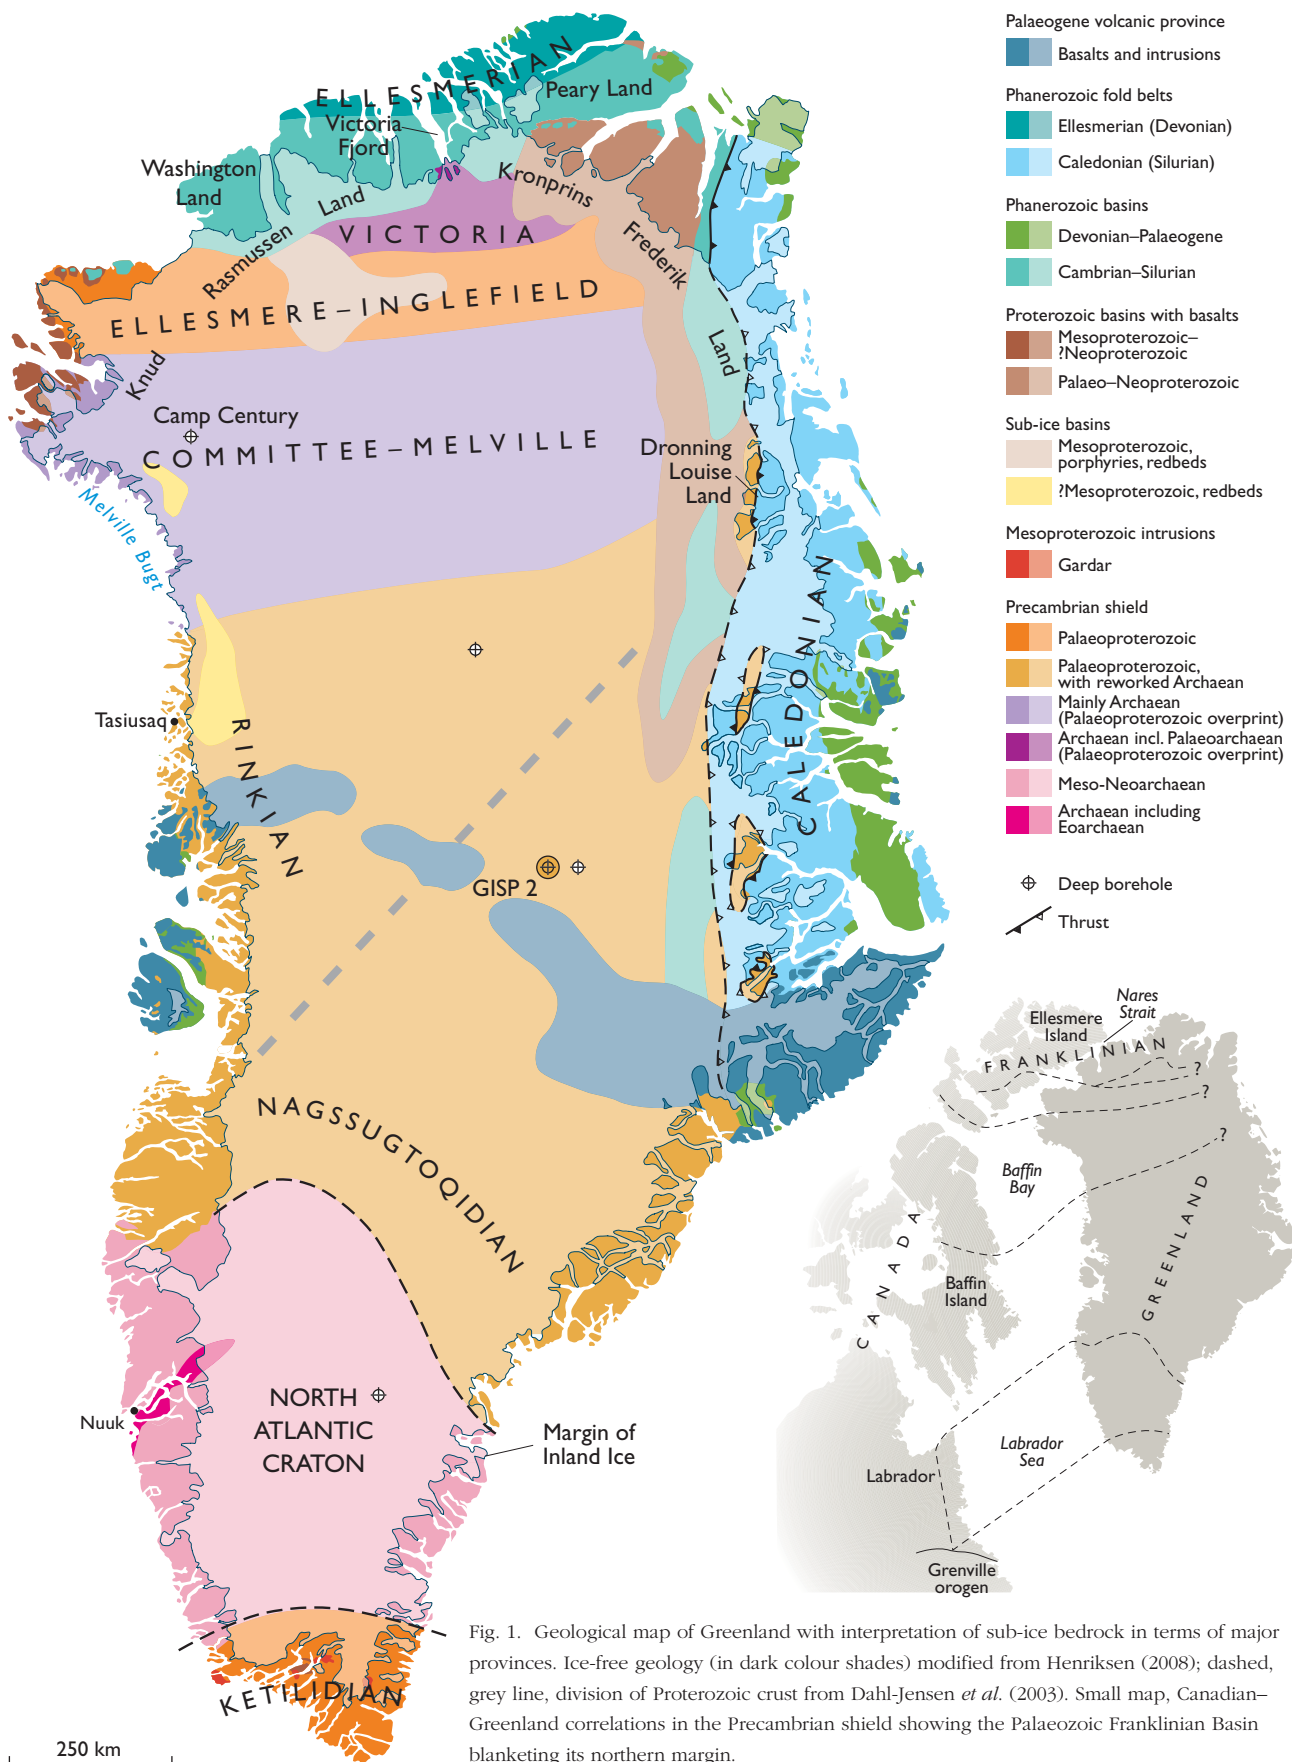 ELLESMERIAN
Peary Land
Victoria
Fjord
Washington
Land
Kronprins
Land
VICTORIA
Frederik
Rasmussen
ELLESMERE – INGLEFIELD
Land
Knud
Camp Century
COMMITTEE – MELVILLE
Dronning
Louise
Land
Melville Bugt
CALEDONIAN
Tasiusaq
RINKIAN
GISP 2
NAGSSUGTOQIDIAN
NORTH
ATLANTIC
CRATON
Nuuk
Margin of
Inland Ice
KETILIDIAN
250 km
Palaeogene volcanic province
Basalts and intrusions
Phanerozoic fold belts
Ellesmerian (Devonian)
Caledonian (Silurian)
Phanerozoic basins
Devonian–Palaeogene
Cambrian–Silurian
Proterozoic basins with basalts
Mesoproterozoic–
?Neoproterozoic
Palaeo–Neoproterozoic
Sub-ice basins
Mesoproterozoic,
porphyries, redbeds
?Mesoproterozoic, redbeds
Mesoproterozoic intrusions
Gardar
Precambrian shield
Palaeoproterozoic
Palaeoproterozoic,
with reworked Archaean
Mainly Archaean
(Palaeoproterozoic overprint)
Archaean incl. Palaeoarchaean
(Palaeoproterozoic overprint)
Meso-Neoarchaean
Archaean including
Eoarchaean
Deep borehole
Thrust
Nares
Strait
Ellesmere
Island
FRANKLINIAN
?
?
?
Baffin
Bay
CANADA
GREENLAND
Baffin
Island
Labrador
Sea
Labrador
Grenville
orogen
Fig. 1. Geological map of Greenland with interpretation of sub-ice bedrock in terms of major
provinces. Ice-free geology (in dark colour shades) modified from Henriksen (2008); dashed,
grey line, division of Proterozoic crust from Dahl-Jensen et al. (2003). Small map, Canadian–
Greenland correlations in the Precambrian shield showing the Palaeozoic Franklinian Basin
blanketing its northern margin.